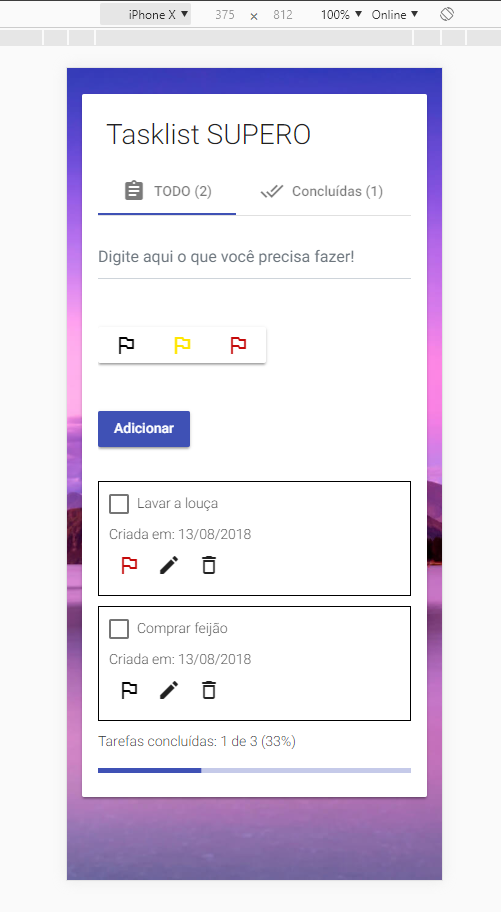 iPhone X ▼ 375 × 812 100% ▼ Online ▼
Tasklist SUPERO
TODO (2) Concluídas (1)
Digite aqui o que você precisa fazer!
Adicionar
Lavar a louça
Criada em: 13/08/2018
Comprar feijão
Criada em: 13/08/2018
Tarefas concluídas: 1 de 3 (33%)